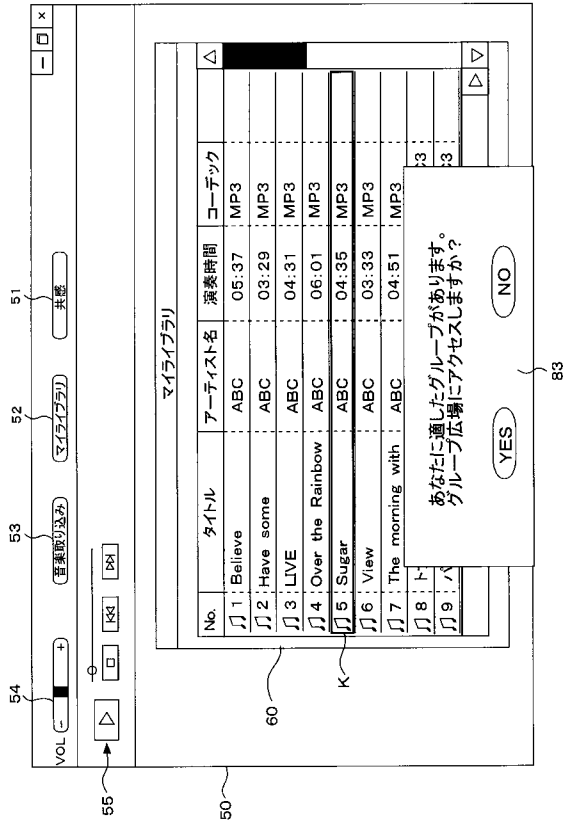 54
53
52
51
VOL - +
音楽取り込み
マイライブラリ
共感
55
50
マイライブラリ
No. タイトル アーティスト名 演奏時間 コーデック
1 Believe ABC 05:37 MP3
2 Have some ABC 03:29 MP3
3 LIVE ABC 04:31 MP3
4 Over the Rainbow ABC 06:01 MP3
5 Sugar ABC 04:35 MP3
6 View ABC 03:33 MP3
7 The morning with ABC 04:51 MP3
8 ト
9 バ
60
K
あなたに適したグループがあります。
グループ広場にアクセスしますか?
YES
NO
83